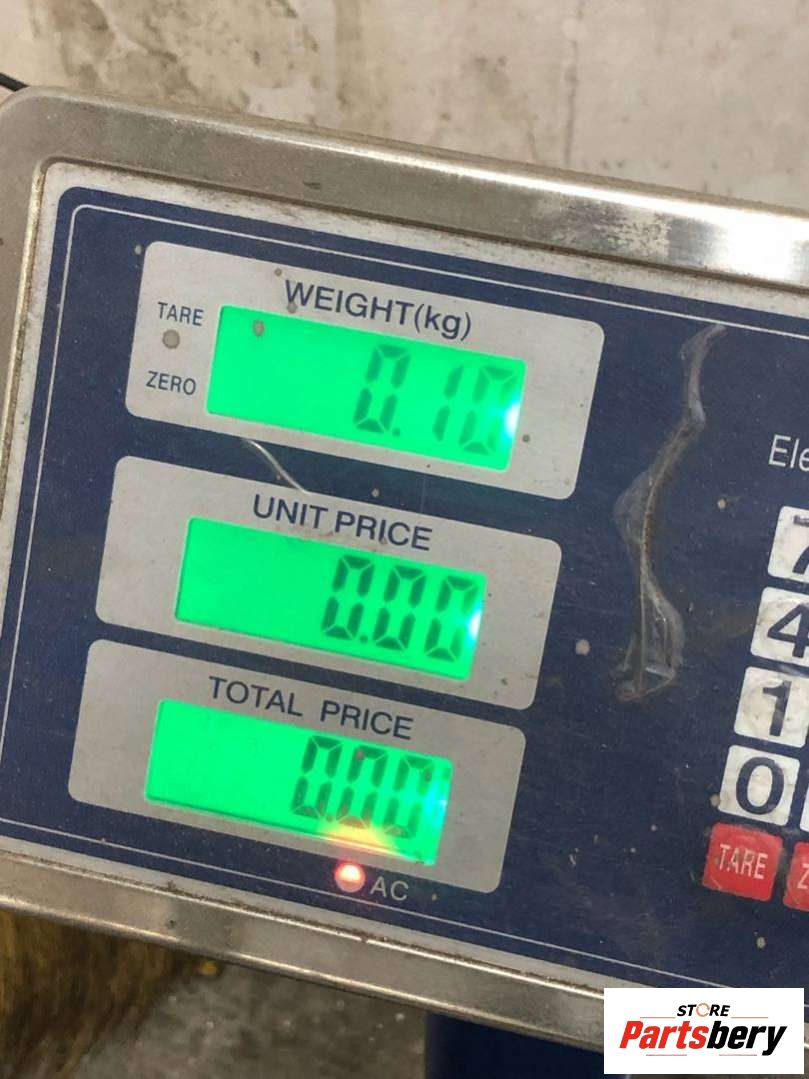 WEIGHT(kg)
TARE
ZERO
0.10
UNIT PRICE
0.00
TOTAL PRICE
0.00
AC
7
4
1
0
TARE
STORE
Partsbery